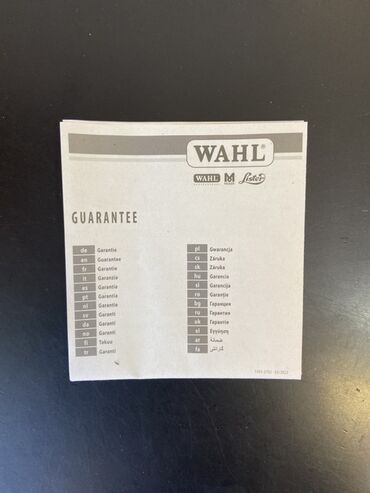 WAHL®
WAHL MOSER Lister
GUARANTEE
de Garantie
en Guarantee
fr Garantie
it Garanzia
es Garantía
pt Garantia
nl Garantie
sv Garanti
da Garanti
no Garanti
fi Takuu
tr Garanti
pl Gwarancja
cs Záruka
sk Záruka
hu Garancia
sl Garancija
ro Garanție
bg Гаранция
ru Гарантия
uk Гарантія
el Εγγύηση
ar ضمانة
fa گارانتی